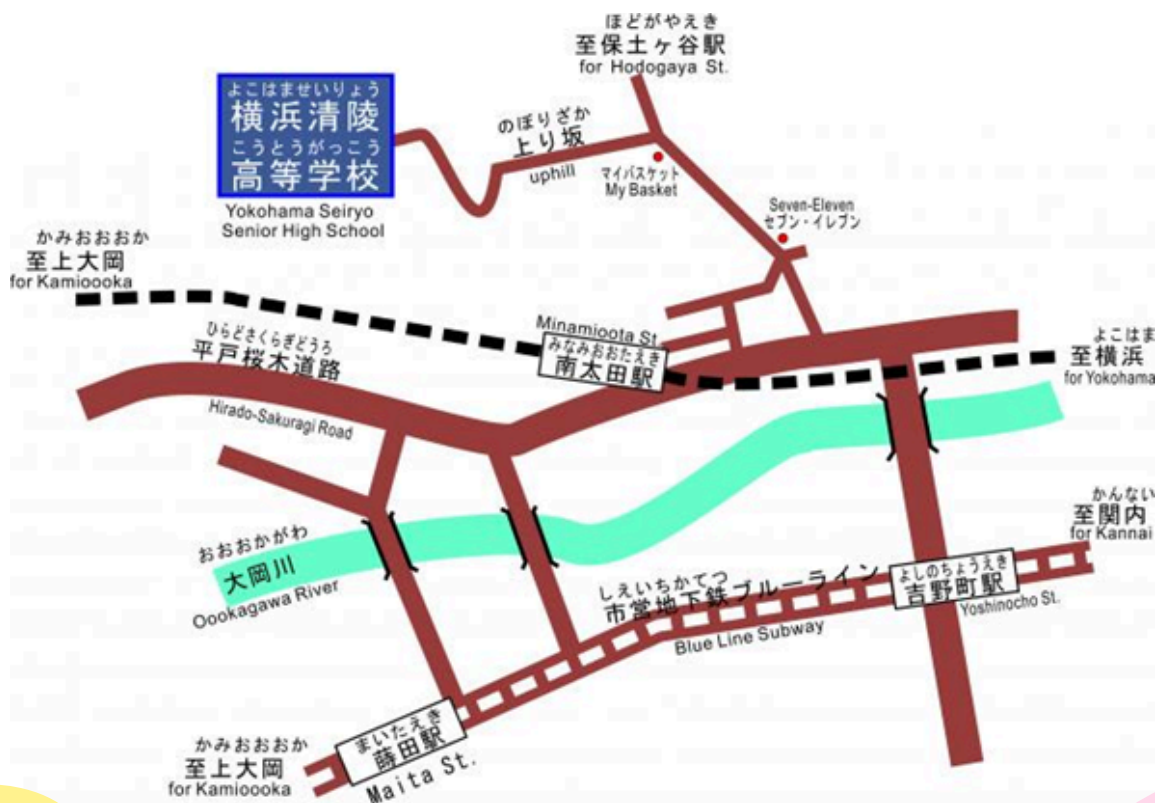 ほどがやえき
至保土ヶ谷駅
for Hodogaya St.
よこはませいりょう
横浜清陵
こうとうがっこう
高等学校
Yokohama Seiryo
Senior High School
のぼりざか
上り坂
uphill
マイバスケット
My Basket
Seven-Eleven
セブン・イレブン
かみおおおか
至上大岡
for Kamioooka
ひらどさくらぎどうろ
平戸桜木道路
Hirado-Sakuragi Road
Minamioota St.
みなみおおたえき
南太田駅
よこはま
至横浜
for Yokohama
おおおかがわ
大岡川
Oookagawa River
かんない
至関内
for Kannai
しえいちかてつ
市営地下鉄ブルーライン
Blue Line Subway
よしのちょうえき
吉野町駅
Yoshinocho St.
まいたえき
蒔田駅
Maita St.
かみおおおか
至上大岡
for Kamioooka